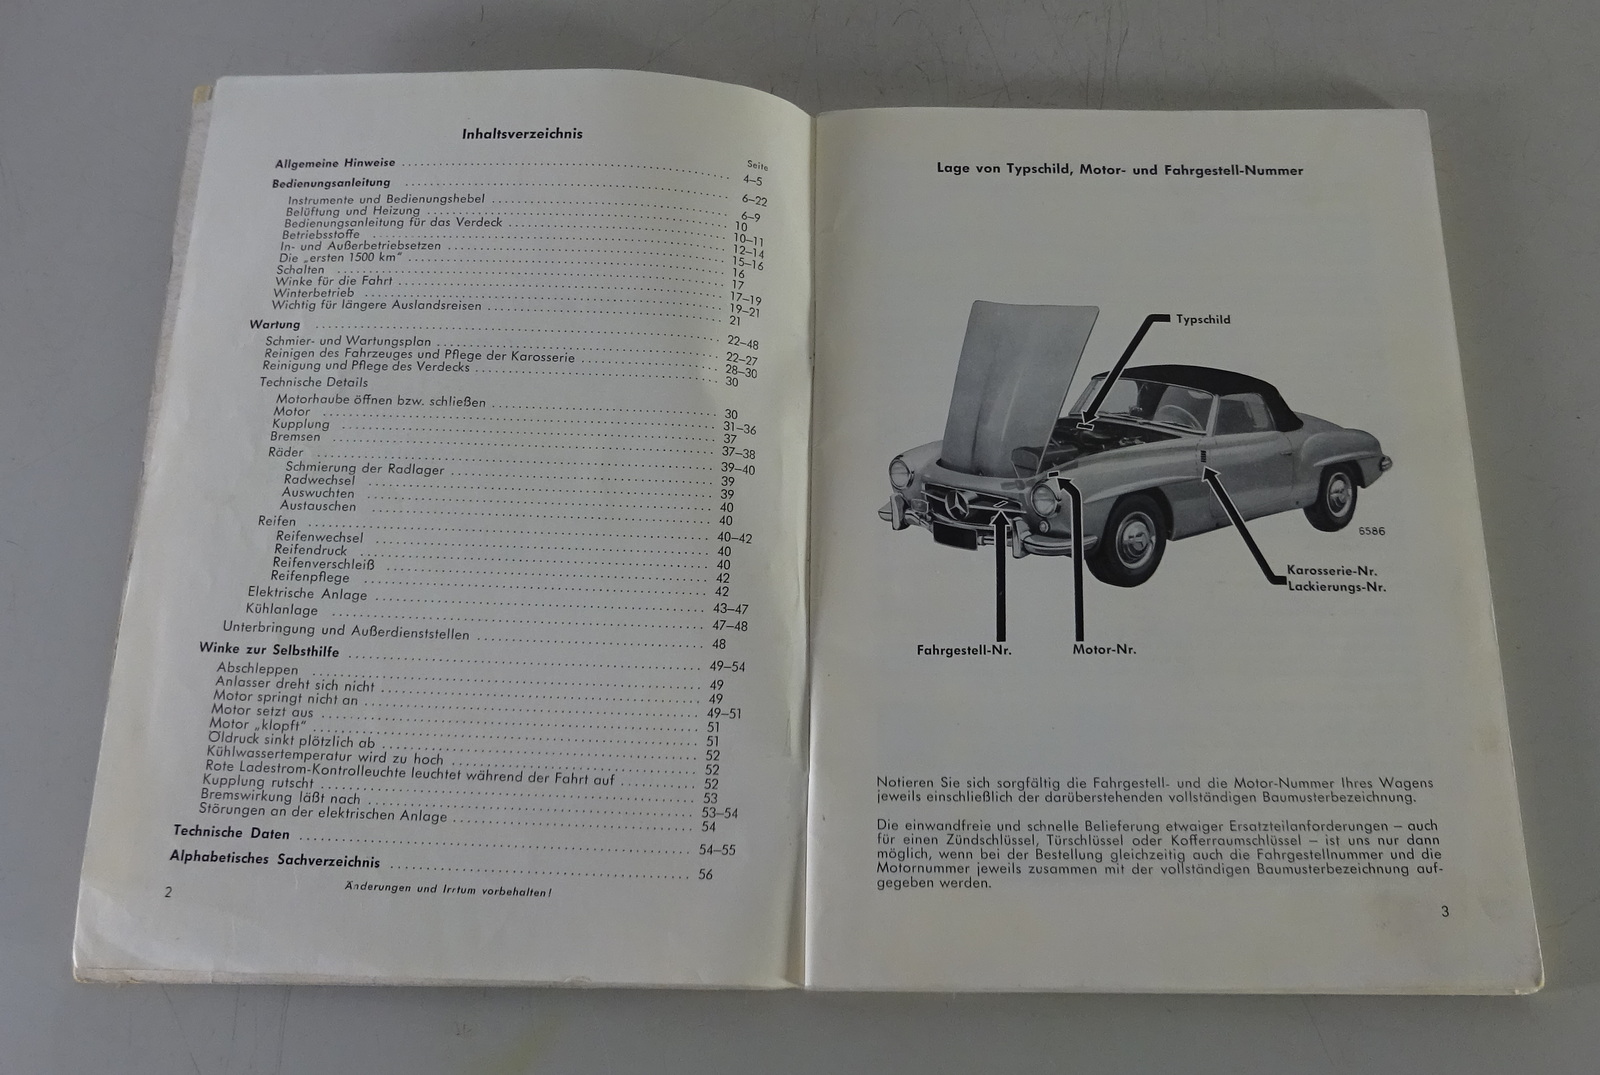 Inhaltsverzeichnis
Seite
Allgemeine Hinweise 4–5
Bedienungsanleitung 6–22
Instrumente und Bedienungshebel 6–9
Belüftung und Heizung 10
Bedienungsanleitung für das Verdeck 10–11
Betriebsstoffe 12–14
In- und Außerbetriebsetzen 15–16
Die „ersten 1500 km“ 16
Schalten 17
Winke für die Fahrt 17–19
Winterbetrieb 19–21
Wichtig für längere Auslandsreisen 21
Wartung 22–48
Schmier- und Wartungsplan 22–27
Reinigen des Fahrzeuges und Pflege der Karosserie 28–30
Reinigung und Pflege des Verdecks 30
Technische Details
Motorhaube öffnen bzw. schließen 30
Motor 31–36
Kupplung 37
Bremsen 37–38
Räder 39–40
Schmierung der Radlager 39
Radwechsel 39
Auswuchten 40
Austauschen 40
Reifen 40–42
Reifenwechsel 40
Reifendruck 40
Reifenverschleiß 42
Reifenpflege 42
Elektrische Anlage 43–47
Kühlanlage 47–48
Unterbringung und Außerdienststellen 48
Winke zur Selbsthilfe 49–54
Abschleppen 49
Anlasser dreht sich nicht 49
Motor springt nicht an 49–51
Motor setzt aus 51
Motor „klopft“ 51
Öldruck sinkt plötzlich ab 52
Kühlwassertemperatur wird zu hoch 52
Rote Ladestrom-Kontrolleuchte leuchtet während der Fahrt auf 52
Kupplung rutscht 53
Bremswirkung läßt nach 53–54
Störungen an der elektrischen Anlage 54
Technische Daten 54–55
Alphabetisches Sachverzeichnis 56
Änderungen und Irrtum vorbehalten!
2
Lage von Typschild, Motor- und Fahrgestell-Nummer
Typschild
6586
Karosserie-Nr.
Lackierungs-Nr.
Fahrgestell-Nr.
Motor-Nr.
Notieren Sie sich sorgfältig die Fahrgestell- und die Motor-Nummer Ihres Wagens
jeweils einschließlich der darüberstehenden vollständigen Baumusterbezeichnung.
Die einwandfreie und schnelle Belieferung etwaiger Ersatzteilanforderungen – auch
für einen Zündschlüssel, Türschlüssel oder Kofferraumschlüssel – ist uns nur dann
möglich, wenn bei der Bestellung gleichzeitig auch die Fahrgestellnummer und die
Motornummer jeweils zusammen mit der vollständigen Baumusterbezeichnung auf-
gegeben werden.
3